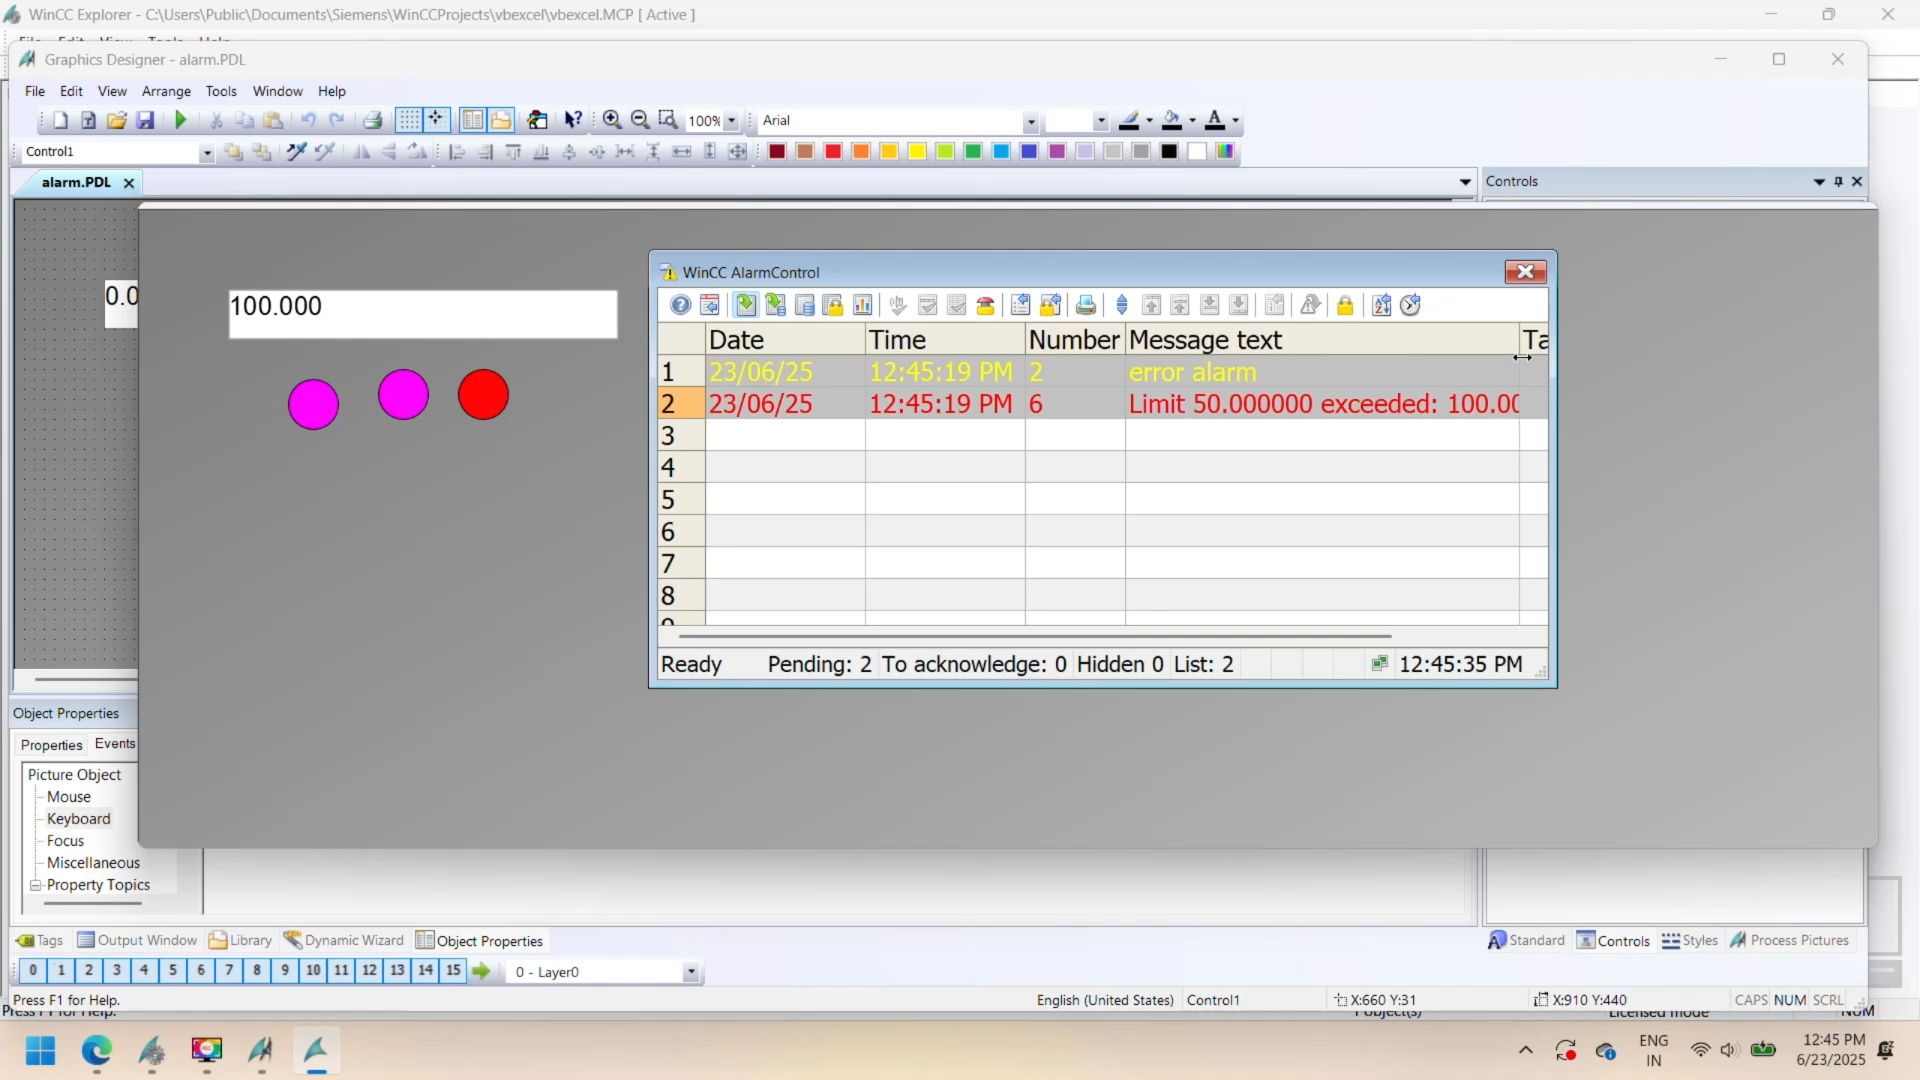 WinCC Explorer - C:\Users\Public\Documents\Siemens\WinCCProjects\vbexcel\vbexcel.MCP [ Active ]
Graphics Designer - alarm.PDL
File Edit View Arrange Tools Window Help
100% Arial
Control1
alarm.PDL
Controls
0.0
100.000
WinCC AlarmControl
Date Time Number Message text Ta
1 23/06/25 12:45:19 PM 2 error alarm
2 23/06/25 12:45:19 PM 6 Limit 50.000000 exceeded: 100.00
3
4
5
6
7
8
Ready Pending: 2 To acknowledge: 0 Hidden 0 List: 2 12:45:35 PM
Object Properties
Properties Events
Picture Object
Mouse
Keyboard
Focus
Miscellaneous
Property Topics
Tags Output Window Library Dynamic Wizard Object Properties
Standard Controls Styles Process Pictures
0 1 2 3 4 5 6 7 8 9 10 11 12 13 14 15 0 - Layer0
Press F1 for Help. English (United States) Control1 X:660 Y:31 X:910 Y:440 CAPS NUM SCRL
ENG
IN
12:45 PM
6/23/2025